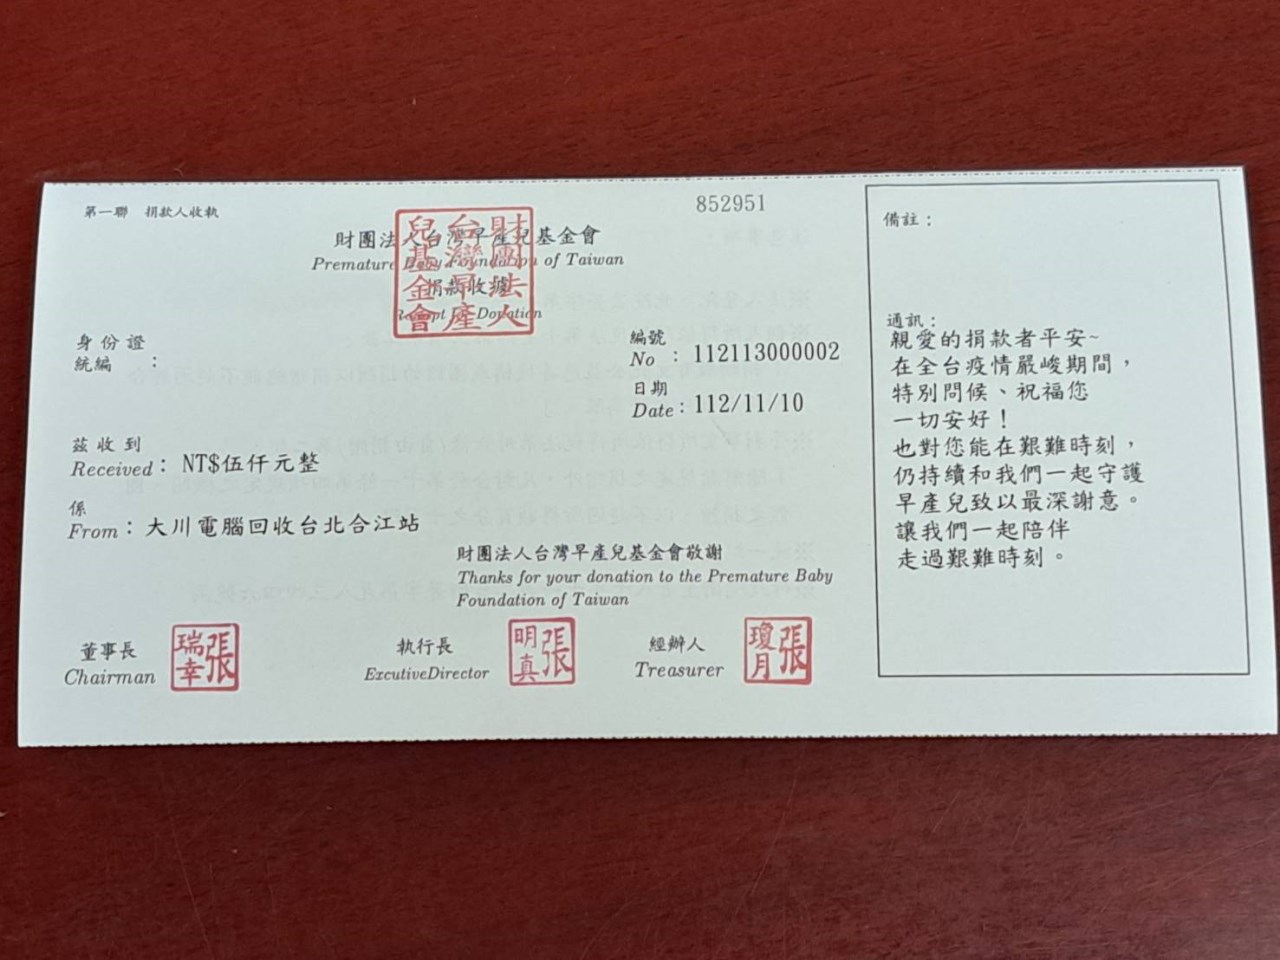 第一聯 捐款人收執
852951
財團法人台灣早產兒基金會
Premature Baby Foundation of Taiwan
捐款收據
Receipt for Donation
財團法人
台灣早產
兒基金會
身份證
統編 :
編號
No : 112113000002
日期
Date : 112/11/10
茲收到
Received : NT$伍仟元整
係
From : 大川電腦回收台北合江站
財團法人台灣早產兒基金會敬謝
Thanks for your donation to the Premature Baby
Foundation of Taiwan
董事長
Chairman
張瑞幸
執行長
ExcutiveDirector
張明真
經辦人
Treasurer
張瓊月
備註:
通訊:
親愛的捐款者平安~
在全台疫情嚴峻期間,
特別問候、祝福您
一切安好!
也對您能在艱難時刻,
仍持續和我們一起守護
早產兒致以最深謝意。
讓我們一起陪伴
走過艱難時刻。